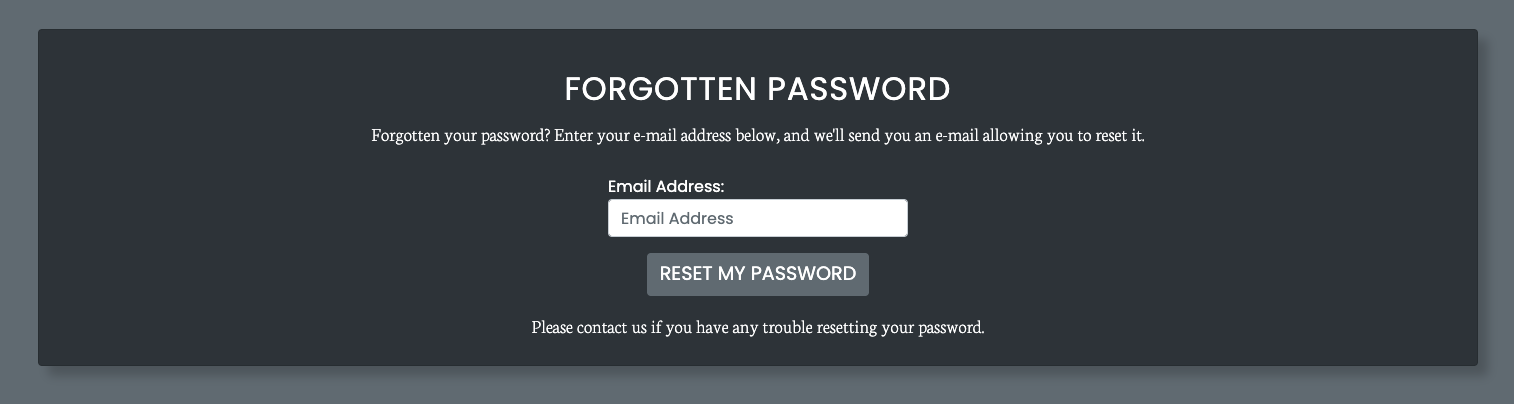 FORGOTTEN PASSWORD
Forgotten your password? Enter your e-mail address below, and we'll send you an e-mail allowing you to reset it.
Email Address:
Email Address
RESET MY PASSWORD
Please contact us if you have any trouble resetting your password.